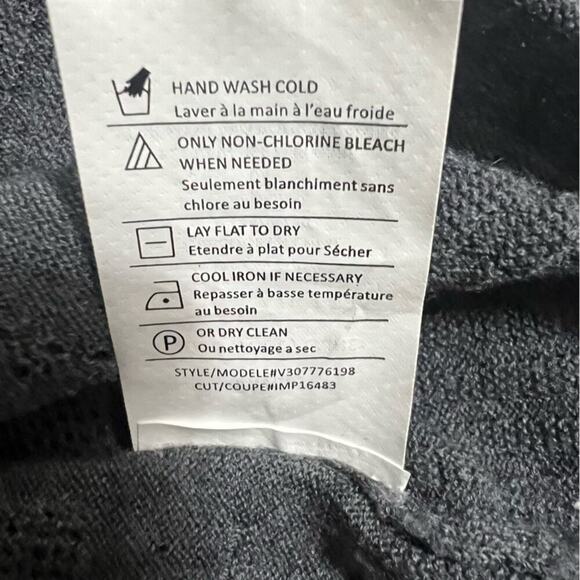 HAND WASH COLD
Laver à la main à l'eau froide
ONLY NON-CHLORINE BLEACH
WHEN NEEDED
Seulement blanchiment sans
chlore au besoin
LAY FLAT TO DRY
Etendre à plat pour Sécher
COOL IRON IF NECESSARY
Repasser à basse température
au besoin
P OR DRY CLEAN
Ou nettoyage a sec
STYLE/MODELE#V307776198
CUT/COUPE#IMP16483